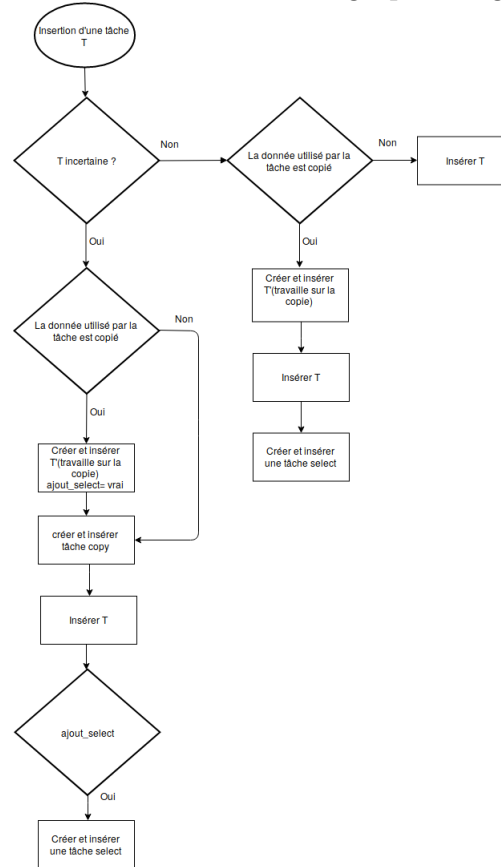 Insertion d'une tâche
T
T incertaine ?
Non
La donnée utilisé par la
tâche est copié
Non
Insérer T
Oui
Oui
Créer et insérer
T'(travaille sur la
copie)
La donnée utilisé par la
tâche est copié
Non
Insérer T
Oui
Créer et insérer
une tâche select
Créer et insérer
T'(travaille sur la
copie)
ajout_select= vrai
créer et insérer
tâche copy
Insérer T
ajout_select
Oui
Créer et insérer
une tâche select